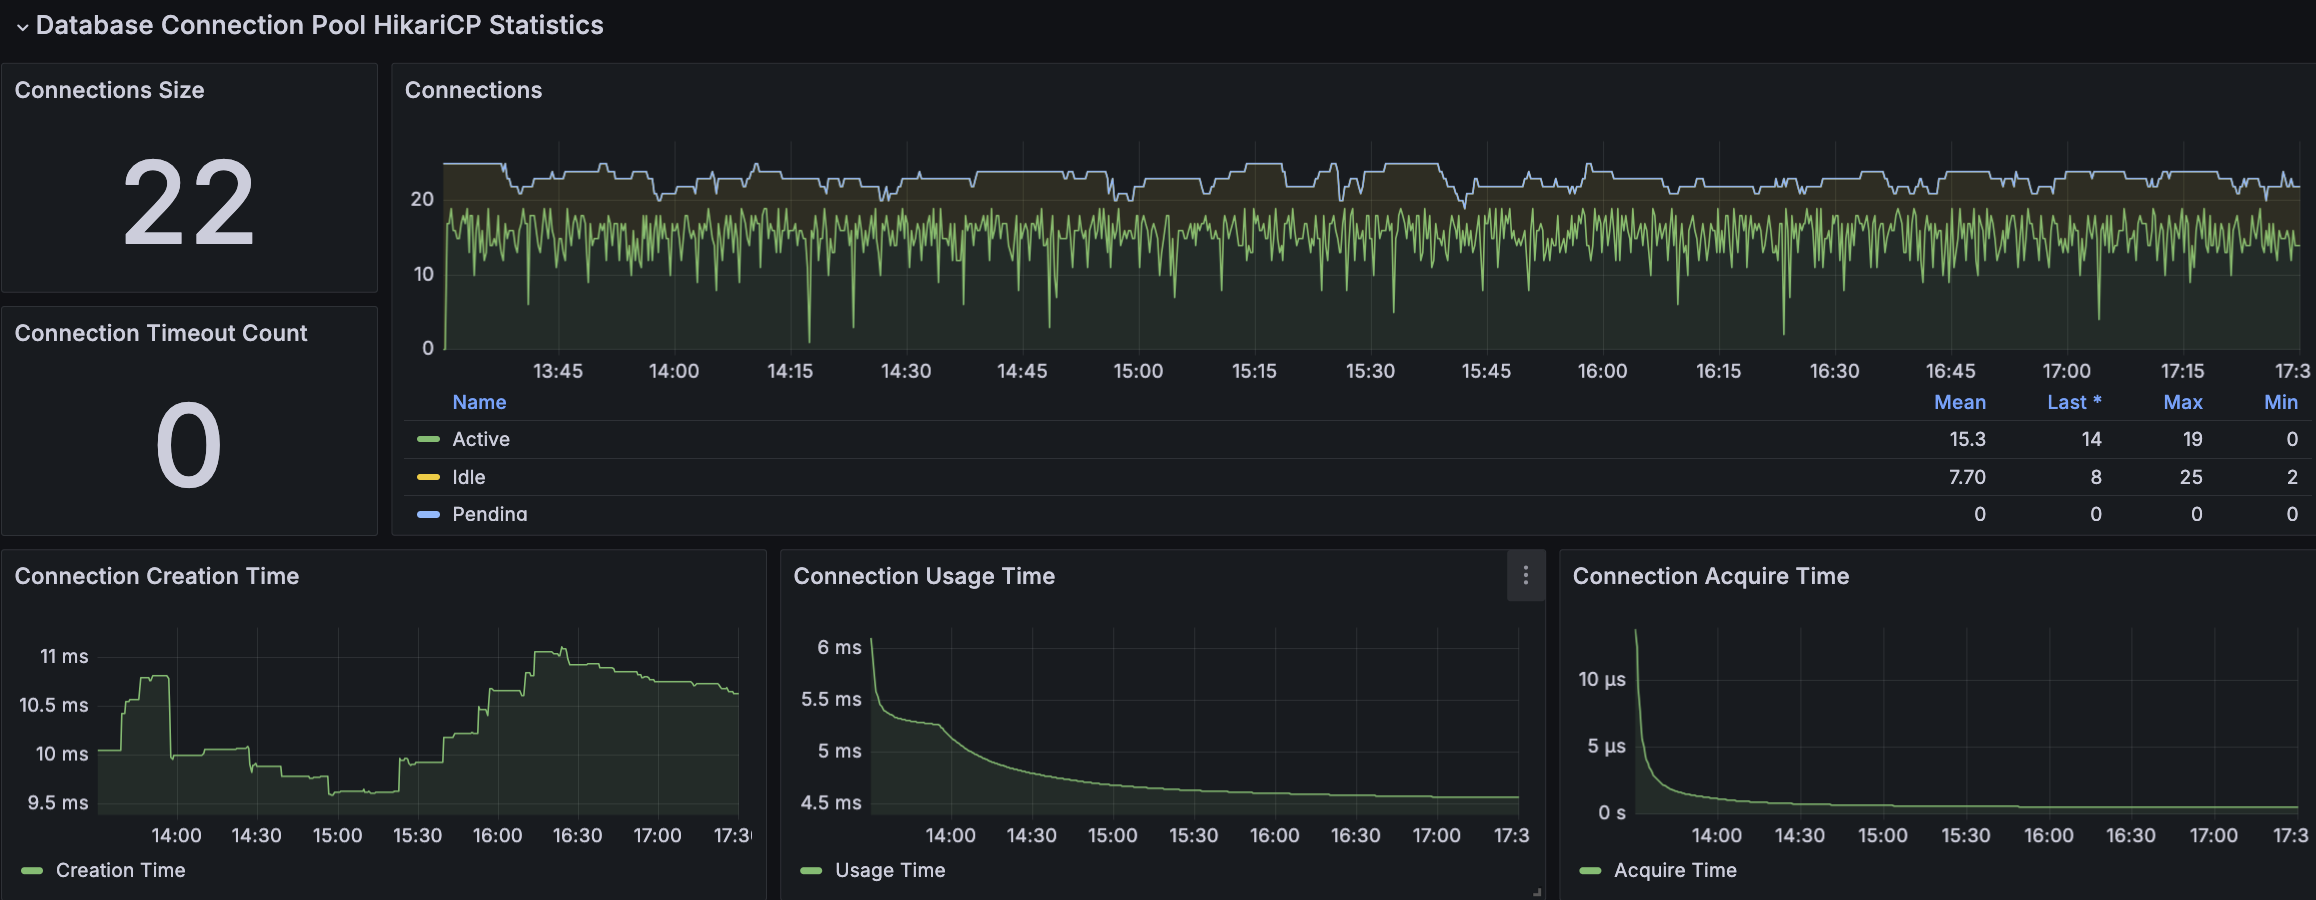 Database Connection Pool HikariCP Statistics
Connections Size
22
Connection Timeout Count
0
Connections
20
10
0
13:45 14:00 14:15 14:30 14:45 15:00 15:15 15:30 15:45 16:00 16:15 16:30 16:45 17:00 17:15 17:3
Name Mean Last * Max Min
Active 15.3 14 19 0
Idle 7.70 8 25 2
Pending 0 0 0 0
Connection Creation Time
11 ms
10.5 ms
10 ms
9.5 ms
14:00 14:30 15:00 15:30 16:00 16:30 17:00 17:30
Creation Time
Connection Usage Time
6 ms
5.5 ms
5 ms
4.5 ms
14:00 14:30 15:00 15:30 16:00 16:30 17:00 17:3
Usage Time
Connection Acquire Time
10 µs
5 µs
0 s
14:00 14:30 15:00 15:30 16:00 16:30 17:00 17:3
Acquire Time